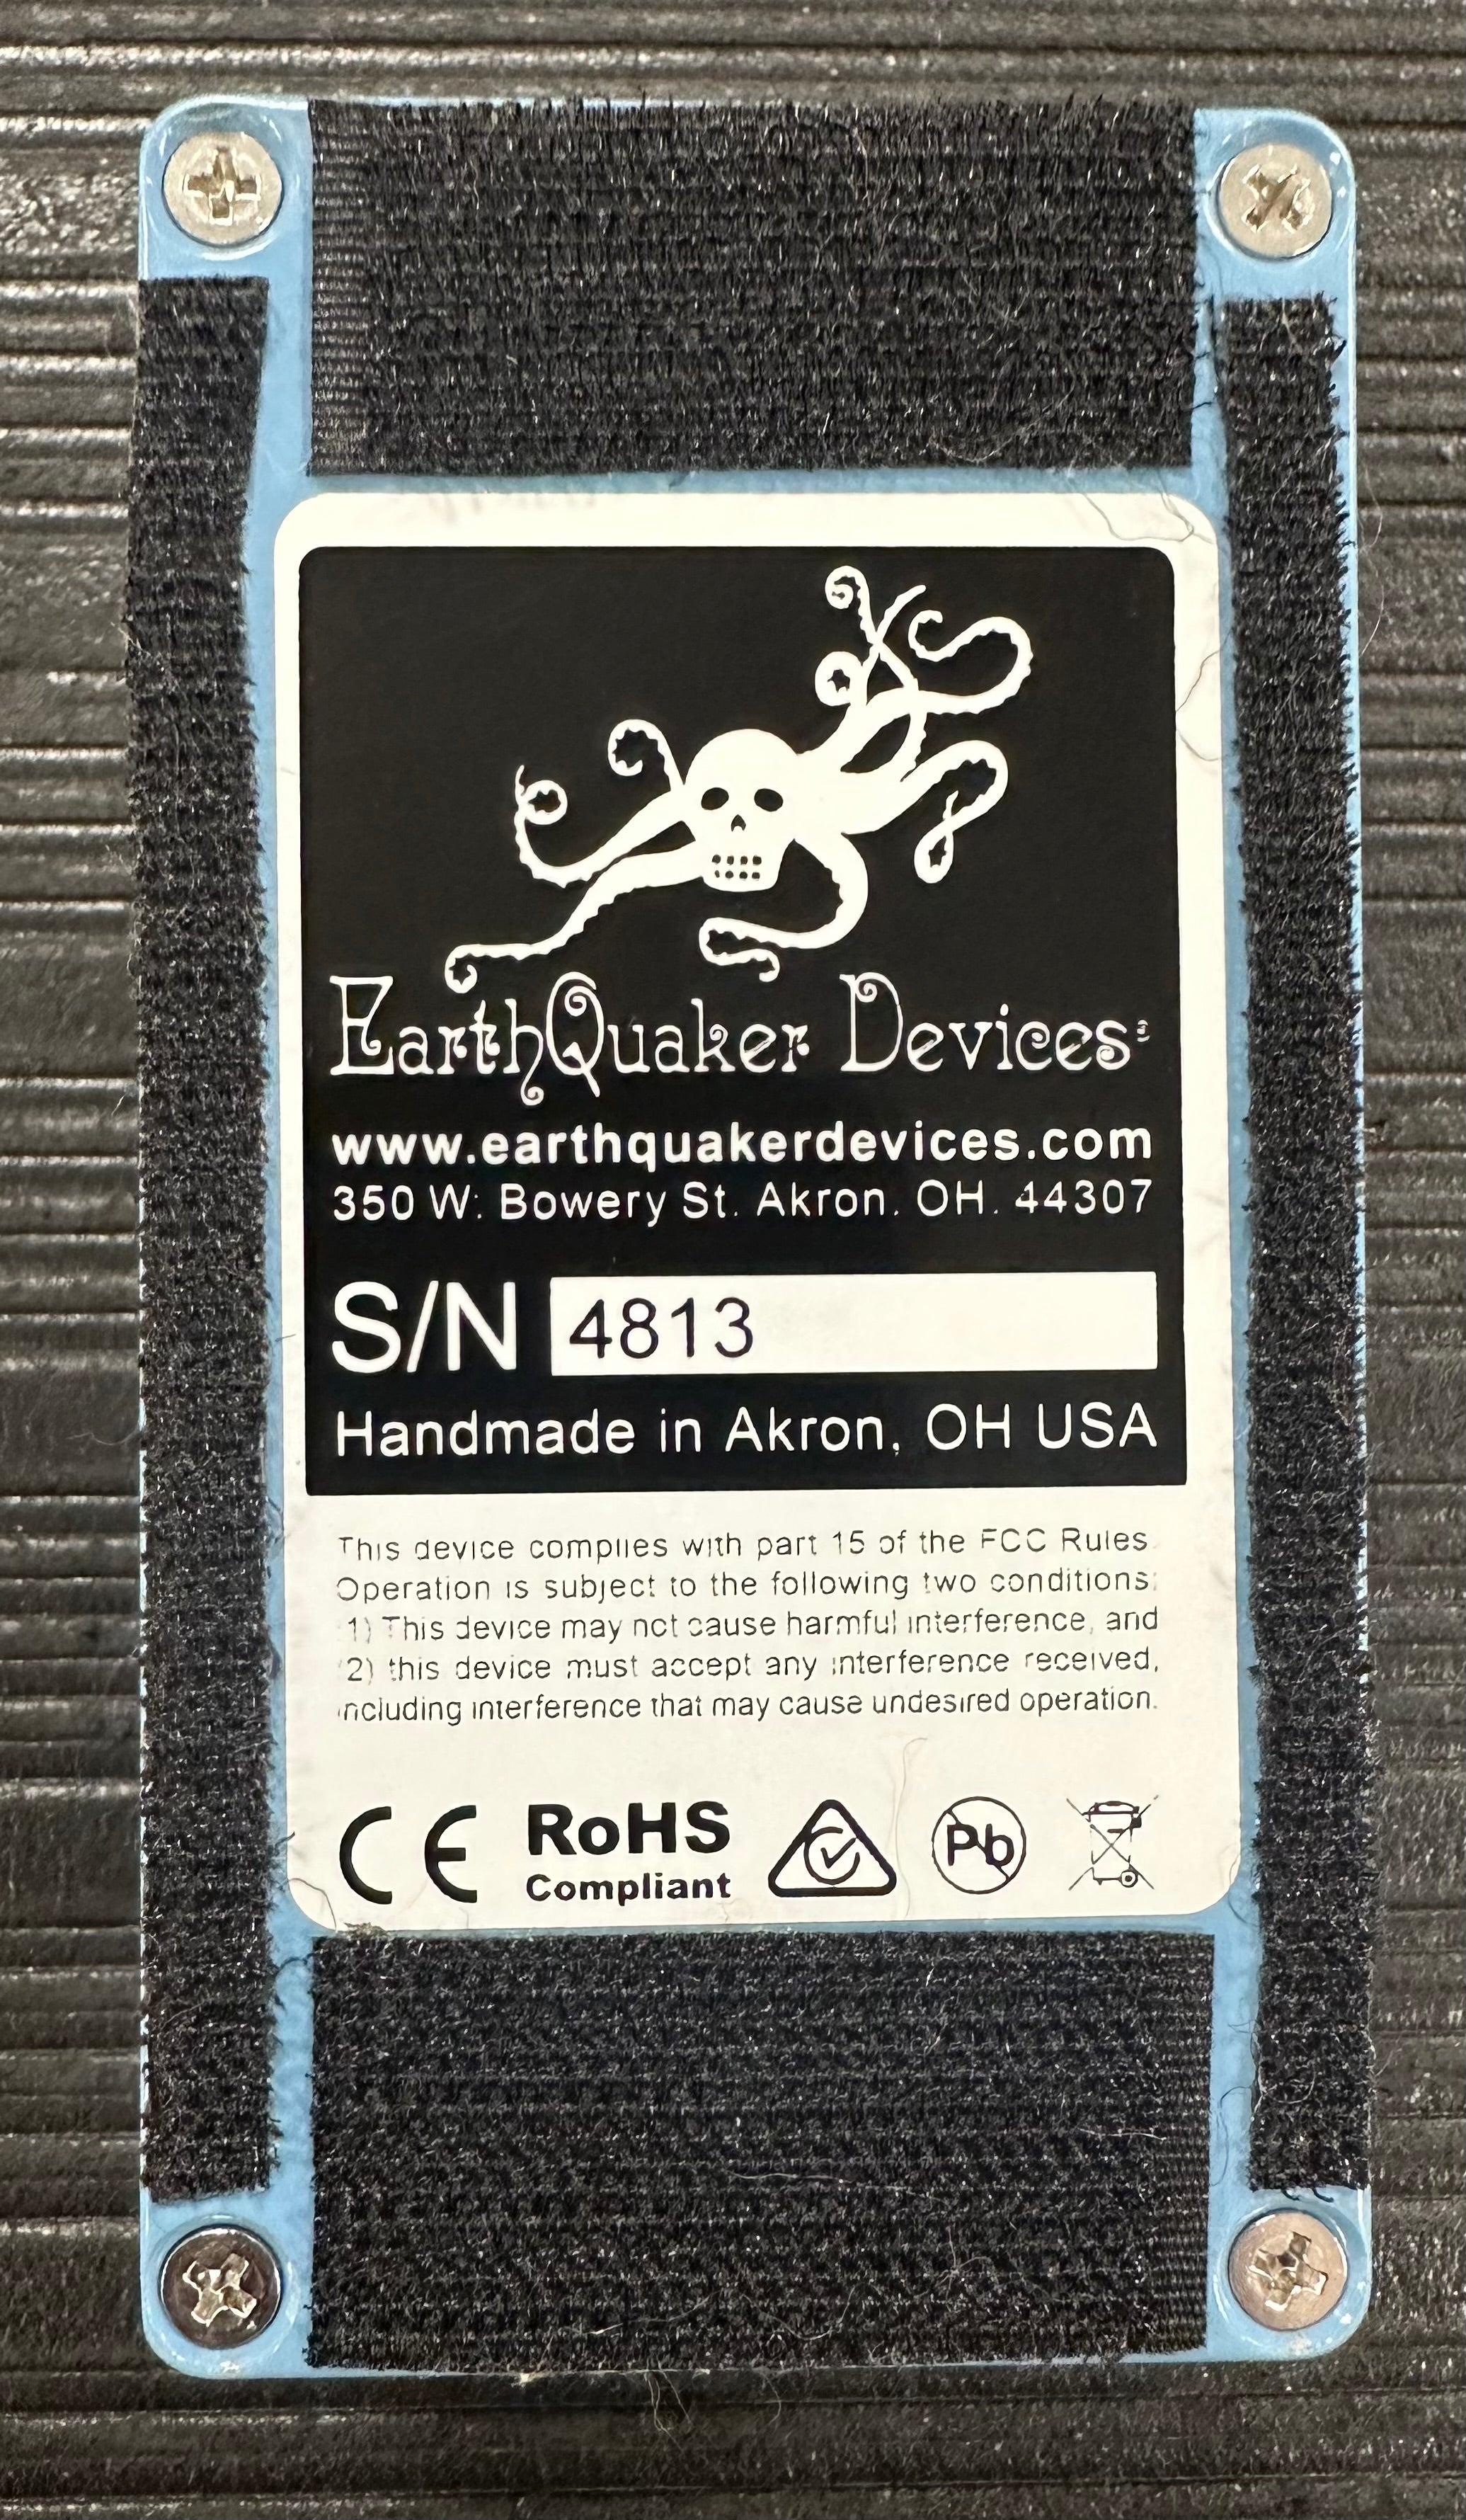 EarthQuaker Devices
www.earthquakerdevices.com
350 W. Bowery St. Akron, OH. 44307
S/N 4813
Handmade in Akron, OH USA
This device complies with part 15 of the FCC Rules.
Operation is subject to the following two conditions:
(1) This device may not cause harmful interference, and
(2) this device must accept any interference received,
including interference that may cause undesired operation.
CE RoHS Pb
Compliant